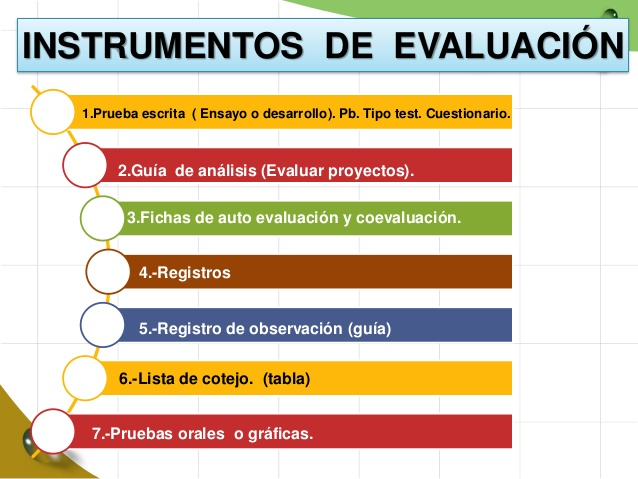 INSTRUMENTOS DE EVALUACIÓN
1.Prueba escrita ( Ensayo o desarrollo). Pb. Tipo test. Cuestionario.
2.Guía de análisis (Evaluar proyectos).
3.Fichas de auto evaluación y coevaluación.
4.-Registros
5.-Registro de observación (guía)
6.-Lista de cotejo. (tabla)
7.-Pruebas orales o gráficas.